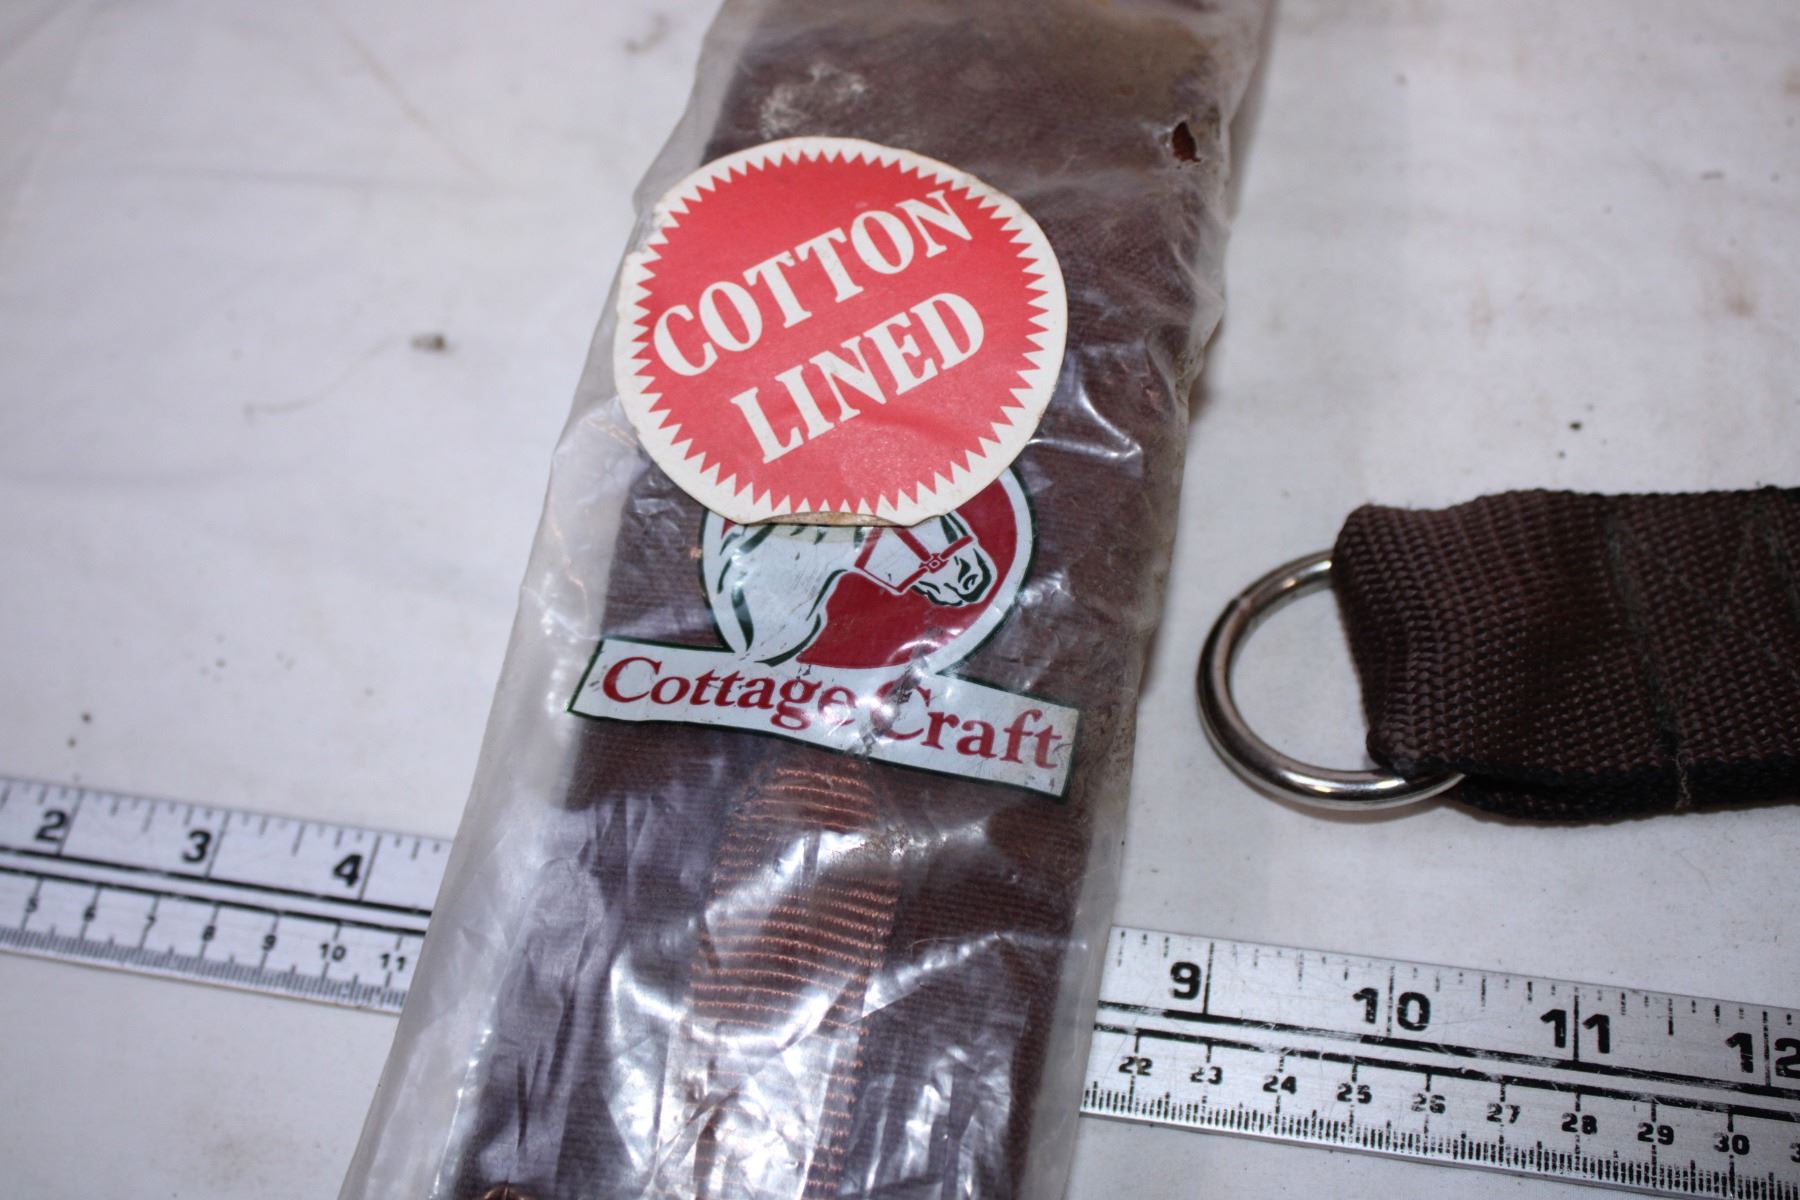 COTTON
LINED
Cottage Craft
2 3 4
5 6 7 8 9 10 11
9 10 11 12
22 23 24 25 26 27 28 29 30